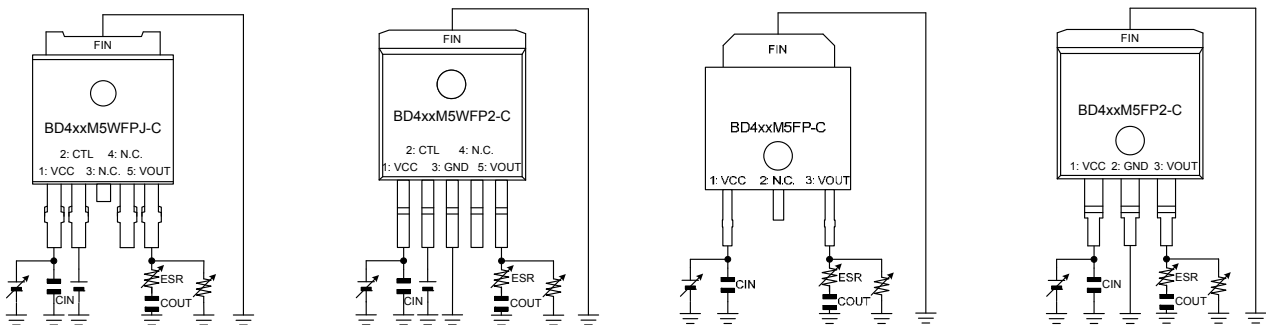 FIN
BD4xxM5WFPJ-C
2: CTL 4: N.C.
1: VCC 3: N.C. 5: VOUT
CIN
ESR
COUT
FIN
BD4xxM5WFP2-C
2: CTL 4: N.C.
1: VCC 3: GND 5: VOUT
CIN
ESR
COUT
FIN
BD4xxM5FP-C
1: VCC 2: N.C. 3: VOUT
CIN
ESR
COUT
FIN
BD4xxM5FP2-C
1: VCC 2: GND 3: VOUT
CIN
ESR
COUT